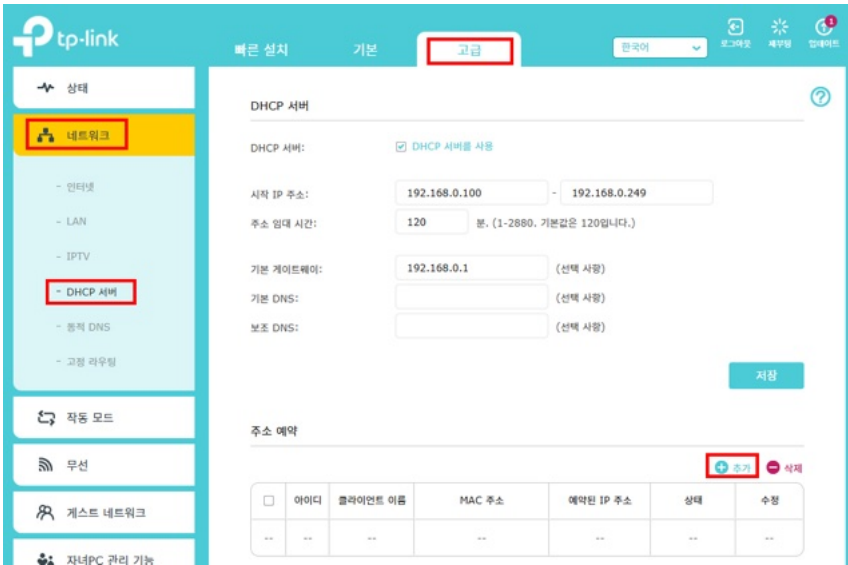 tp-link
빠른 설치 기본 고급 한국어 로그아웃 재부팅 업데이트 1
상태
네트워크
- 인터넷
- LAN
- IPTV
- DHCP 서버
- 동적 DNS
- 고정 라우팅
작동 모드
무선
게스트 네트워크
자녀PC 관리 기능
DHCP 서버
DHCP 서버: DHCP 서버를 사용
시작 IP 주소: 192.168.0.100 - 192.168.0.249
주소 임대 시간: 120 분. (1-2880. 기본값은 120입니다.)
기본 게이트웨이: 192.168.0.1 (선택 사항)
기본 DNS: (선택 사항)
보조 DNS: (선택 사항)
저장
주소 예약
추가 삭제
아이디 클라이언트 이름 MAC 주소 예약된 IP 주소 상태 수정
-- -- -- -- -- -- --